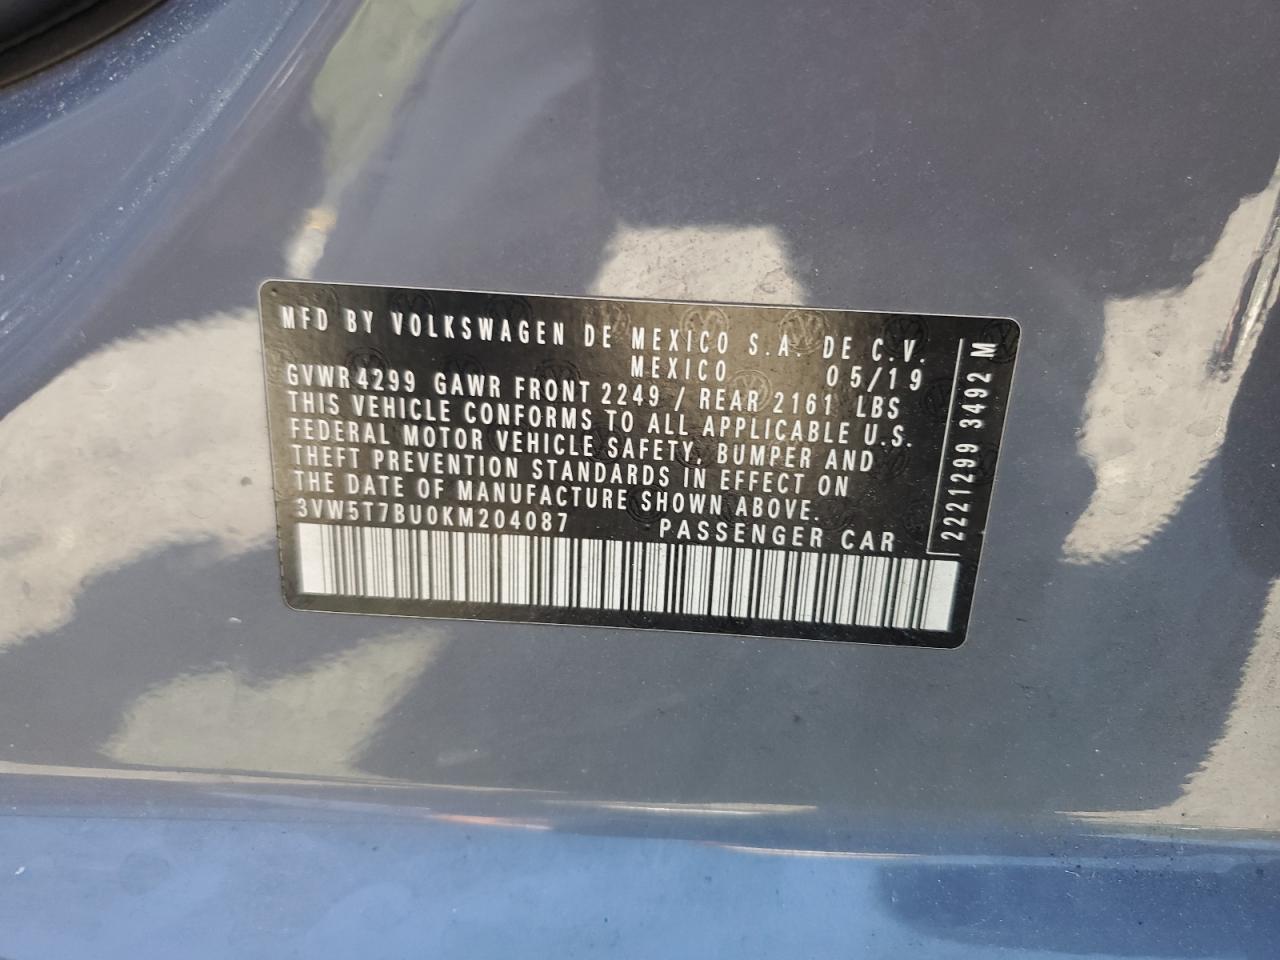 MFD BY VOLKSWAGEN DE MEXICO S.A. DE C.V.
MEXICO 05/19
GVWR 4299 GAWR FRONT 2249 / REAR 2161 LBS
THIS VEHICLE CONFORMS TO ALL APPLICABLE U.S.
FEDERAL MOTOR VEHICLE SAFETY, BUMPER AND
THEFT PREVENTION STANDARDS IN EFFECT ON
THE DATE OF MANUFACTURE SHOWN ABOVE.
3VW5T7BU0KM204087 PASSENGER CAR
2221299 3492 M